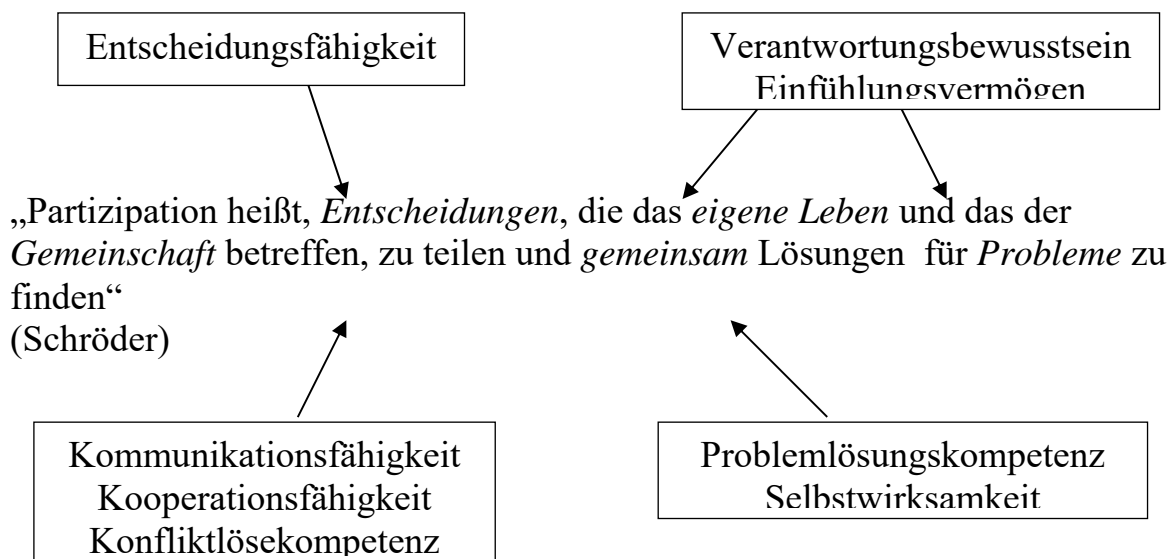 Entscheidungsfähigkeit
Verantwortungsbewusstsein
Einfühlungsvermögen
„Partizipation heißt, Entscheidungen, die das eigene Leben und das der
Gemeinschaft betreffen, zu teilen und gemeinsam Lösungen für Probleme zu
finden“
(Schröder)
Kommunikationsfähigkeit
Kooperationsfähigkeit
Konfliktlösekompetenz
Problemlösungskompetenz
Selbstwirksamkeit